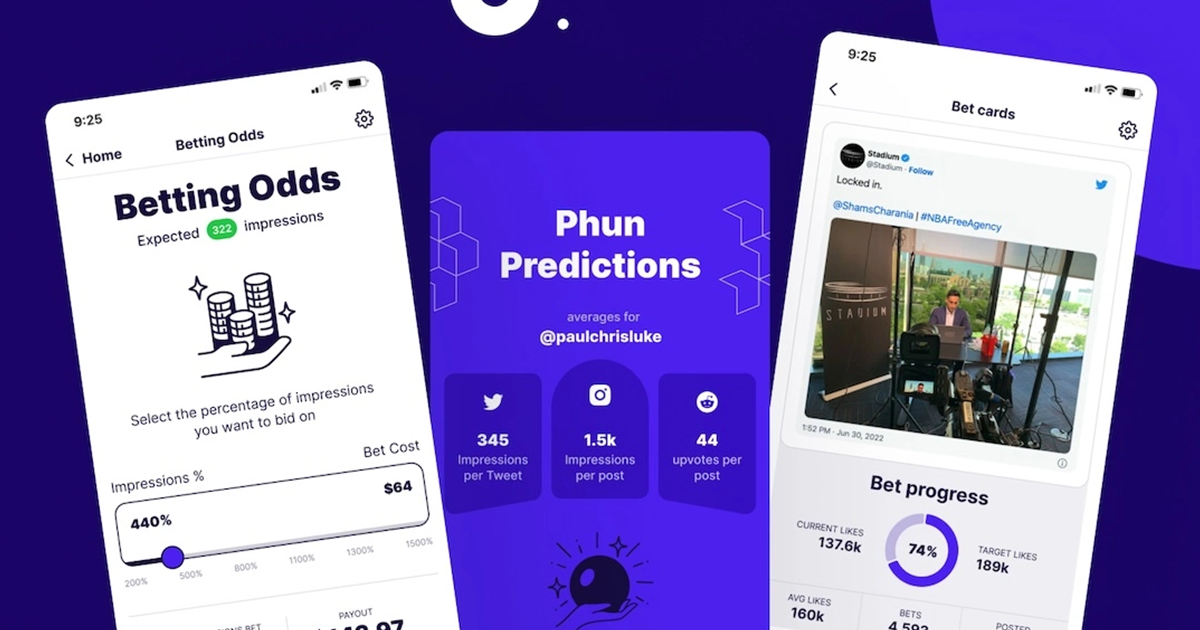 9:25
Home
Betting Odds
Betting Odds
Expected 322 impressions
Select the percentage of impressions
you want to bid on
Impressions %
Bet Cost
440%
$64
200%
500%
800%
1100%
1300%
1500%
BET
PAYOUT
Phun
Predictions
averages for
@paulchrisluke
345
Impressions
per Tweet
1.5k
Impressions
per post
44
upvotes per
post
9:25
Bet cards
Stadium
@Stadium · Follow
Locked in.
@ShamsCharania | #NBAFreeAgency
STADIUM
1:52 PM · Jun 30, 2022
Bet progress
CURRENT LIKES
137.6k
74%
TARGET LIKES
189k
AVG LIKES
160k
BETS
4,593
POSTED